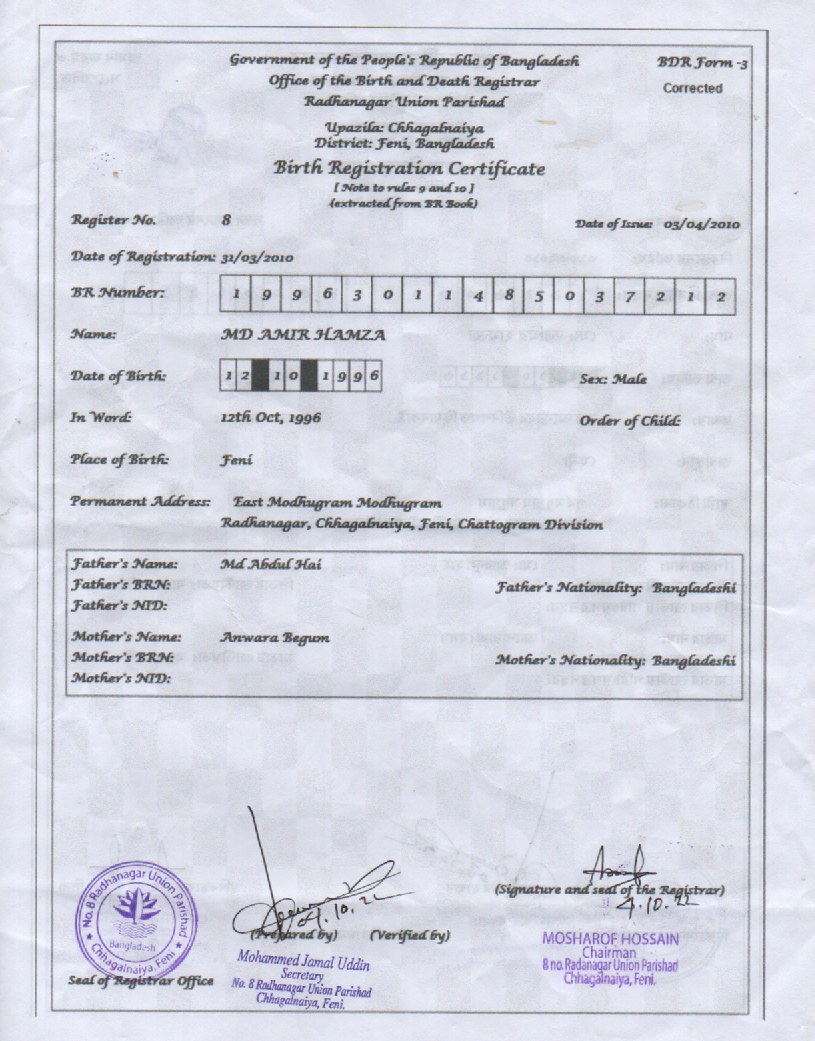 Government of the People's Republic of Bangladesh
BDR Form -3
Office of the Birth and Death Registrar
Corrected
Radhanagar Union Parishad
Upazila: Chhagalnaiya
District: Feni, Bangladesh
Birth Registration Certificate
[ Note to rules 9 and 10 ]
(extracted from BR Book)
Register No. 8 Date of Issue: 03/04/2010
Date of Registration: 31/03/2010
BR Number: 1 9 9 6 3 0 1 1 4 8 5 0 3 7 2 1 2
Name: MD AMIR HAMZA
Date of Birth: 1 2 1 0 1 9 9 6 Sex: Male
In Word: 12th Oct, 1996 Order of Child:
Place of Birth: Feni
Permanent Address: East Modhugram Modhugram
Radhanagar, Chhagalnaiya, Feni, Chattogram Division
Father's Name: Md Abdul Hai
Father's BRN: Father's Nationality: Bangladeshi
Father's NID:
Mother's Name: Anwara Begum
Mother's BRN: Mother's Nationality: Bangladeshi
Mother's NID:
No. 8 Radhanagar Union Parishad
Bangladesh
Chhagalnaiya, Feni
Seal of Registrar Office
04.10.22
(Prepared by) (Verified by)
Mohammed Jamal Uddin
Secretary
No. 8 Radhanagar Union Parishad
Chhagalnaiya, Feni.
(Signature and seal of the Registrar)
4.10.22
MOSHAROF HOSSAIN
Chairman
8 no. Radanagar Union Parishad
Chhagalnaiya, Feni.